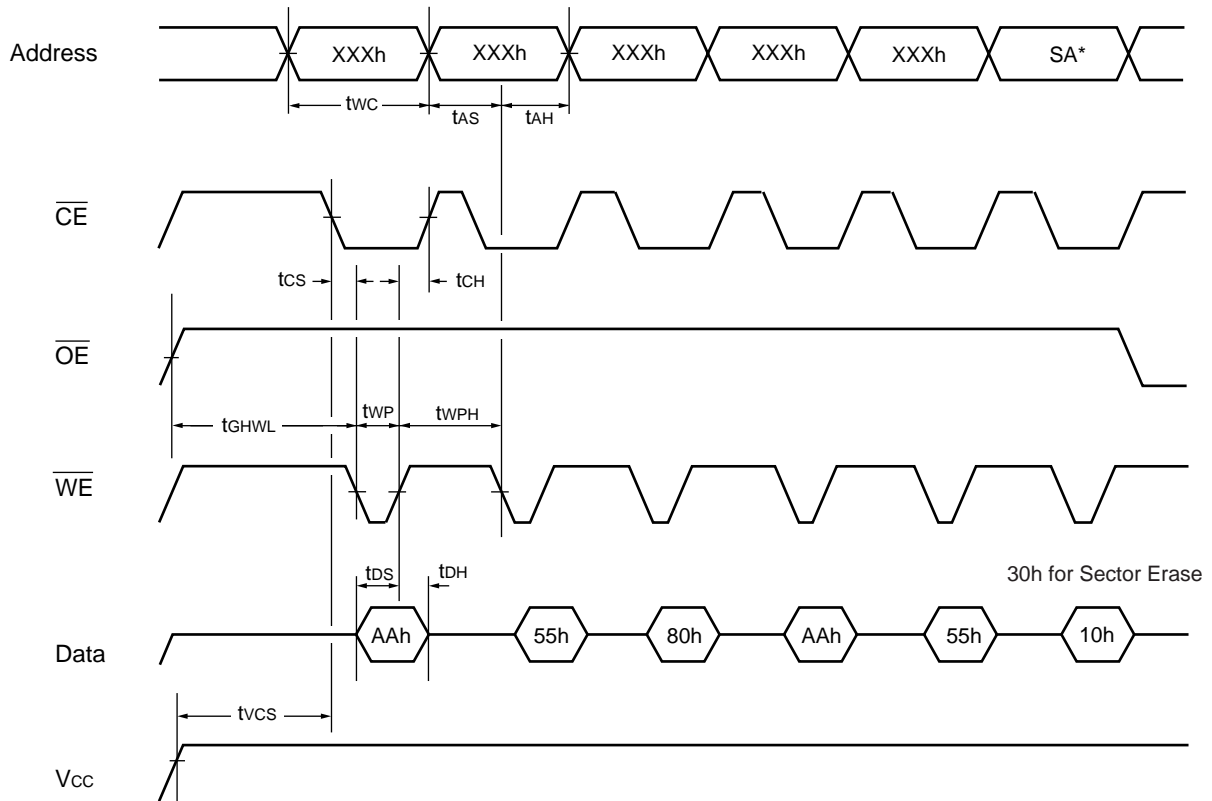 Address
XXXh XXXh XXXh XXXh XXXh SA*
tWC tAS tAH
CE
tCS tCH
OE
tGHWL tWP tWPH
WE
tDS tDH
30h for Sector Erase
Data
AAh 55h 80h AAh 55h 10h
tVCS
VCC